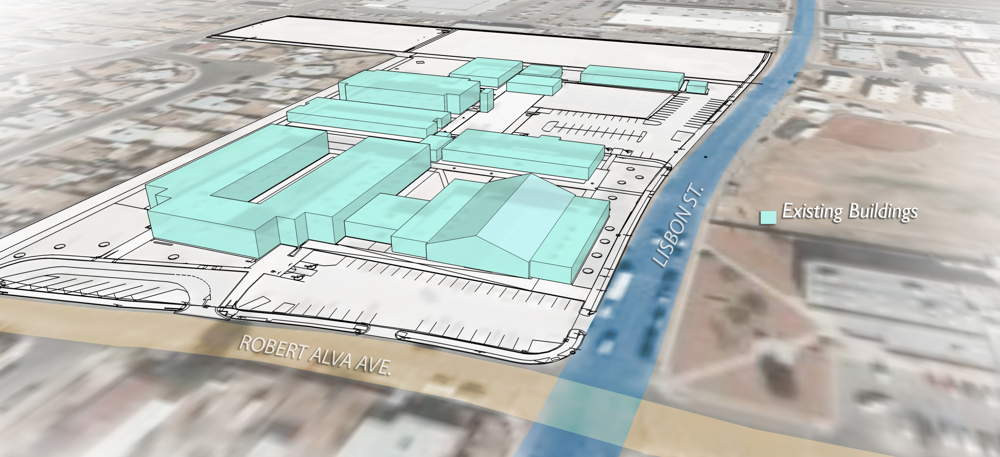 LISBON ST.
Existing Buildings
ROBERT ALVA AVE.